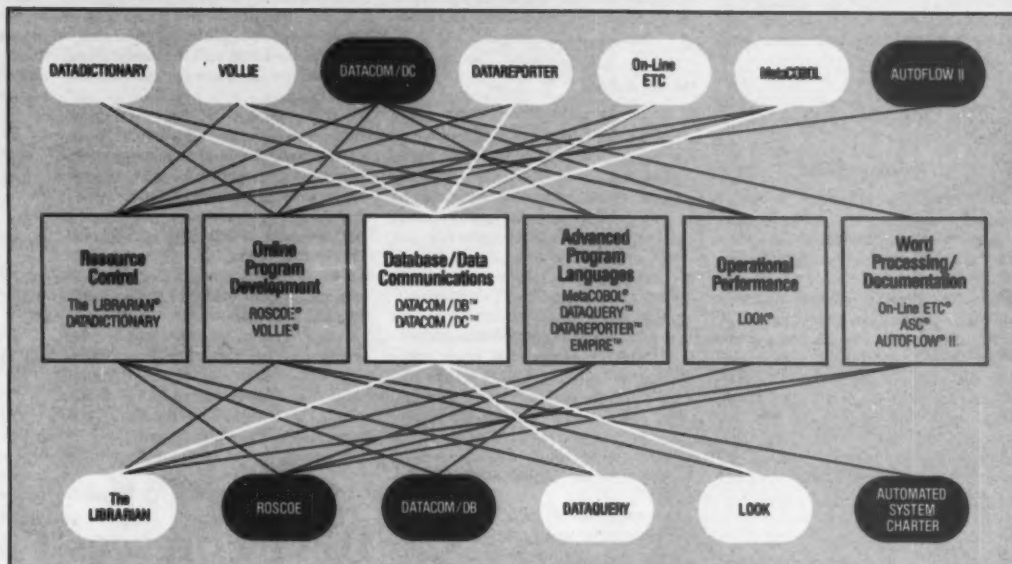 DATADICTIONARY
VOLLIE
DATACOM/DC
DATAREPORTER
On-Line
ETC
MetaCOBOL
AUTOFLOW II
Resource
Control
The LIBRARIAN®
DATADICTIONARY
Online
Program
Development
ROSCOE®
VOLLIE®
Database/Data
Communications
DATACOM/DB™
DATACOM/DC™
Advanced
Program
Languages
MetaCOBOL®
DATAQUERY™
DATAREPORTER™
EMPIRE™
Operational
Performance
LOOK®
Word
Processing/
Documentation
On-Line ETC®
ASC®
AUTOFLOW® II
The
LIBRARIAN
ROSCOE
DATACOM/DB
DATAQUERY
LOOK
AUTOMATED
SYSTEM
CHARTER